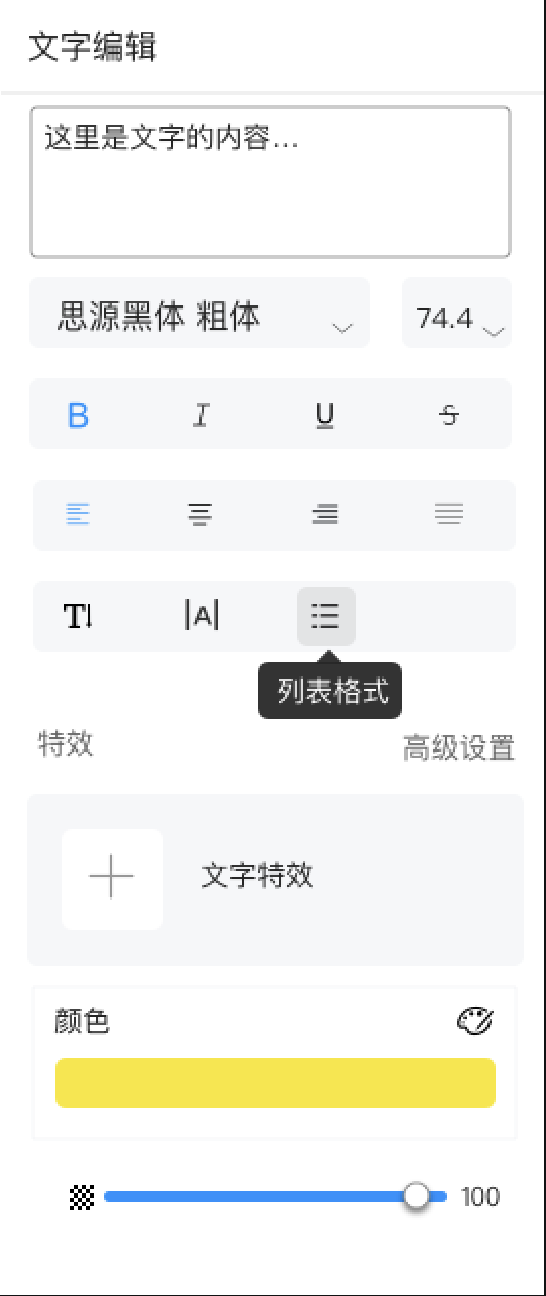 文字编辑
这里是文字的内容...
思源黑体 粗体
74.4
B I U S
T |A|
列表格式
特效
高级设置
文字特效
颜色
100